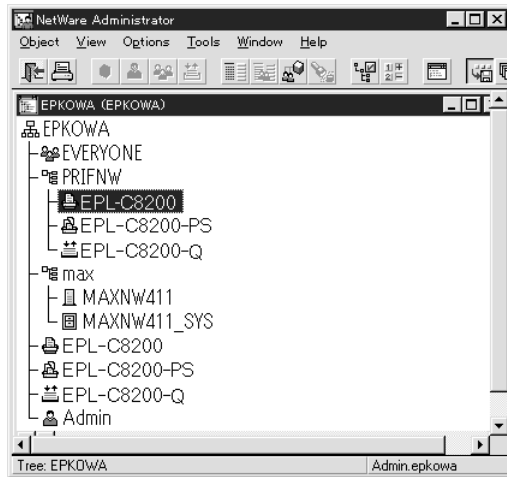 NetWare Administrator
Object View Options Tools Window Help
EPKOWA (EPKOWA)
EPKOWA
EVERYONE
PRIFNW
EPL-C8200
EPL-C8200-PS
EPL-C8200-Q
max
MAXNW411
MAXNW411_SYS
EPL-C8200
EPL-C8200-PS
EPL-C8200-Q
Admin
Tree: EPKOWA Admin.epkowa